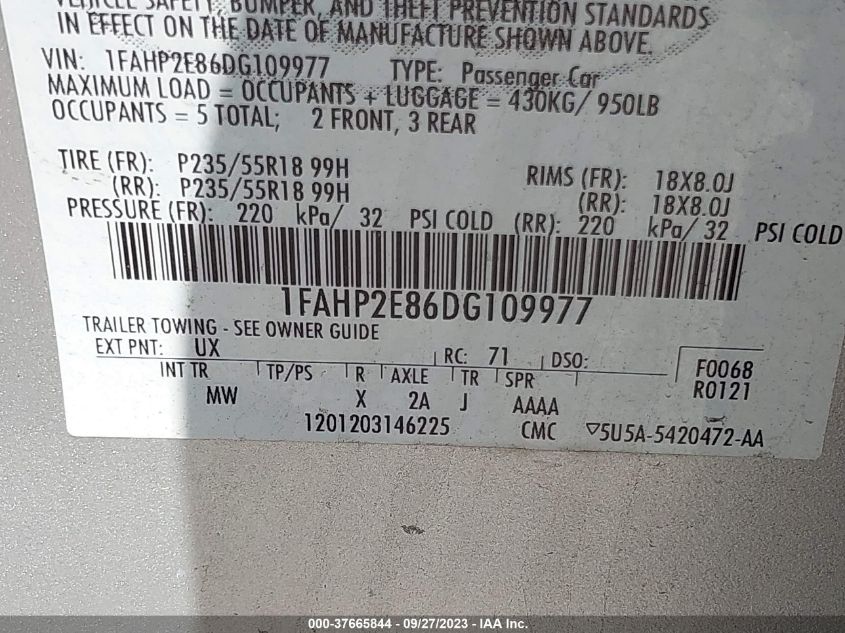 VEHICLE SAFETY, BUMPER, AND THEFT PREVENTION STANDARDS
IN EFFECT ON THE DATE OF MANUFACTURE SHOWN ABOVE.
VIN: 1FAHP2E86DG109977 TYPE: Passenger Car
MAXIMUM LOAD = OCCUPANTS + LUGGAGE = 430KG/ 950LB
OCCUPANTS = 5 TOTAL; 2 FRONT, 3 REAR
TIRE (FR): P235/55R18 99H RIMS (FR): 18X8.0J
(RR): P235/55R18 99H (RR): 18X8.0J
PRESSURE (FR): 220 kPa/ 32 PSI COLD (RR): 220 kPa/ 32 PSI COLD
1FAHP2E86DG109977
TRAILER TOWING - SEE OWNER GUIDE
EXT PNT: UX RC: 71 DSO: F0068
INT TR TP/PS R AXLE TR SPR R0121
MW X 2A J AAAA
1201203146225 CMC ▽5U5A-5420472-AA
000-37665844 - 09/27/2023 - IAA Inc.